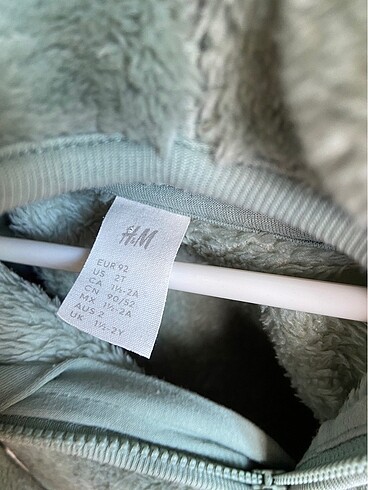 H&M
EUR 92
US 2T
CA 1½-2A
CN 90/52
MX 1½-2A
AUS 2
UK 1½-2Y